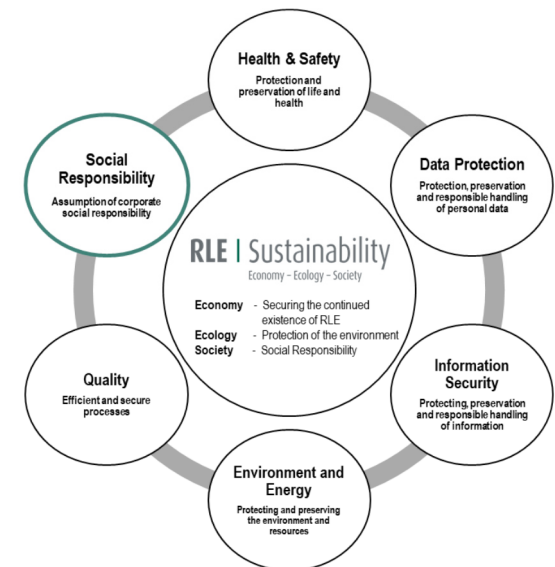 Health & Safety
Protection and
preservation of life and
health
Social
Responsibility
Assumption of corporate
social responsibility
Data Protection
Protection, preservation
and responsible handling
of personal data
RLE | Sustainability
Economy – Ecology – Society
Economy - Securing the continued
existence of RLE
Ecology - Protection of the environment
Society - Social Responsibility
Quality
Efficient and secure
processes
Information
Security
Protecting, preservation
and responsible handling
of information
Environment and
Energy
Protecting and preserving
the environment and
resources